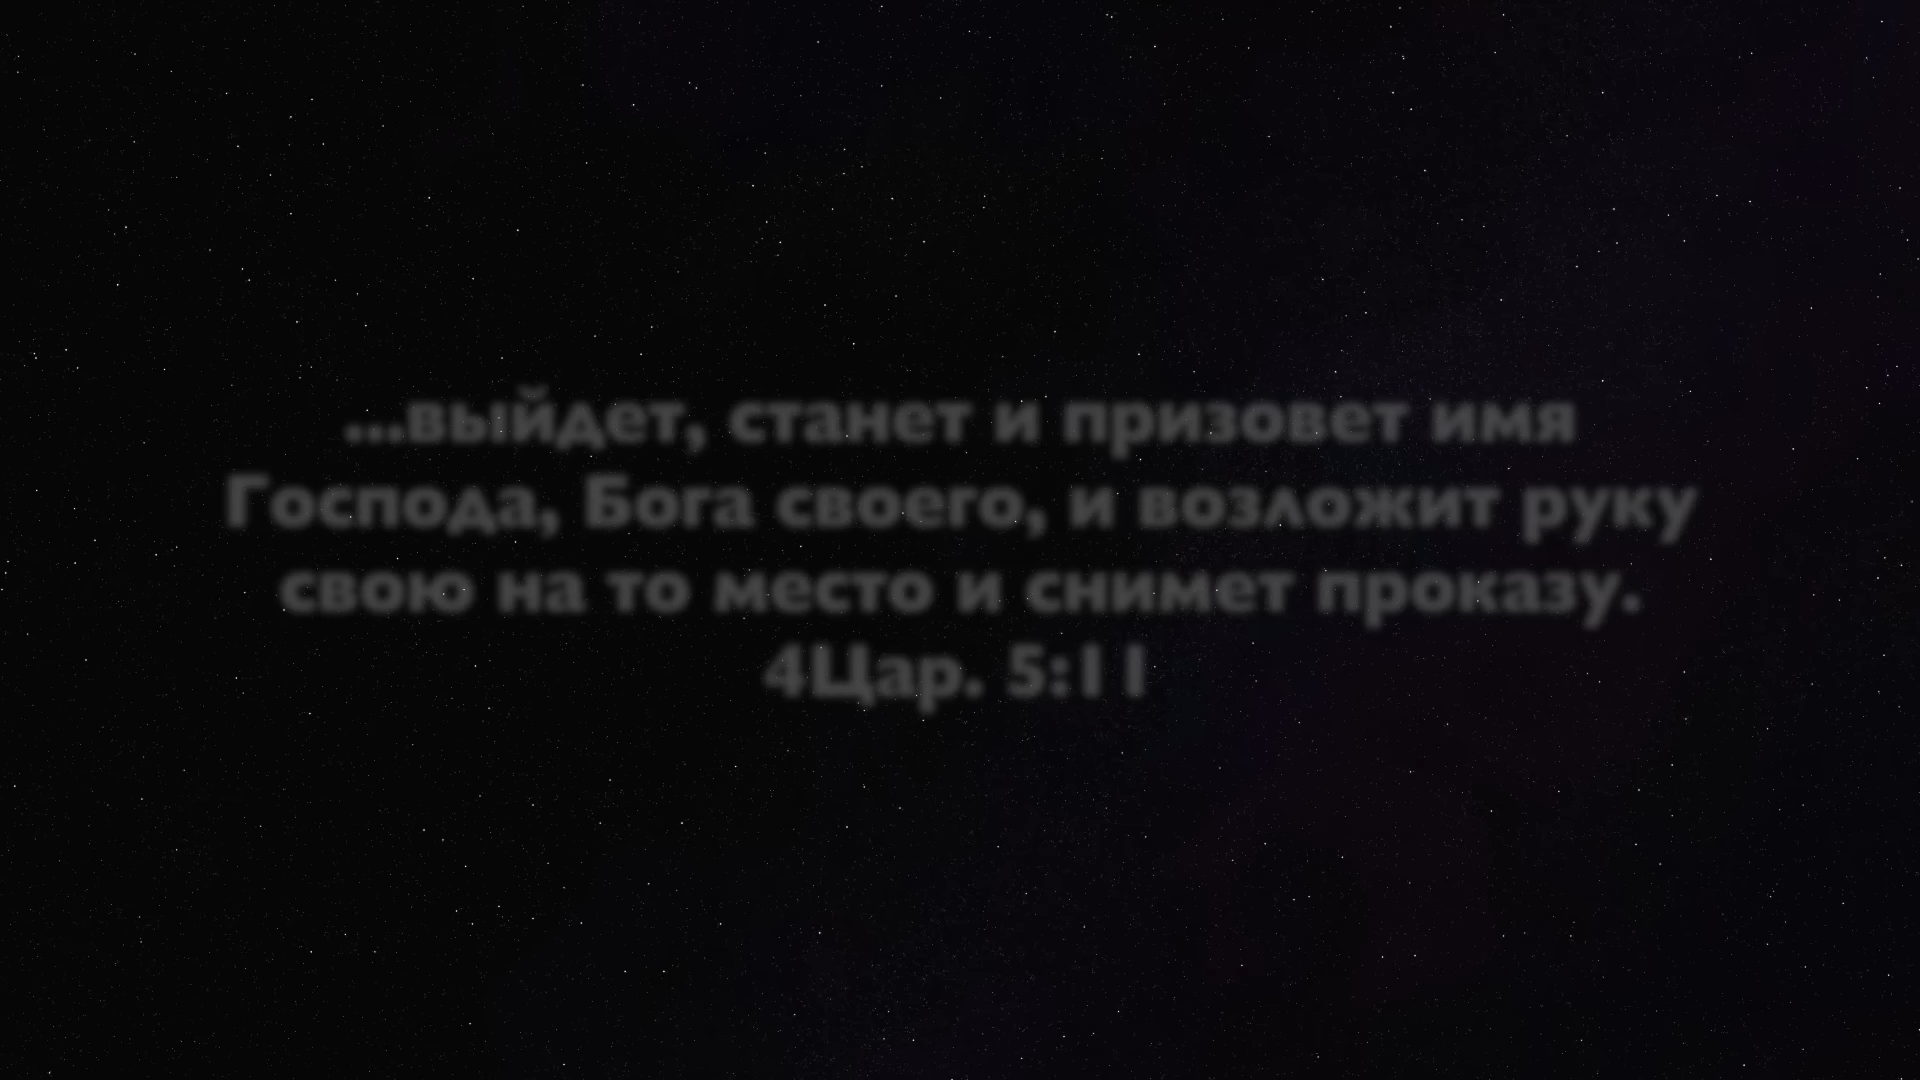 ...выйдет, станет и призовет имя
Господа, Бога своего, и возложит руку
свою на то место и снимет проказу.
4Цар. 5:11